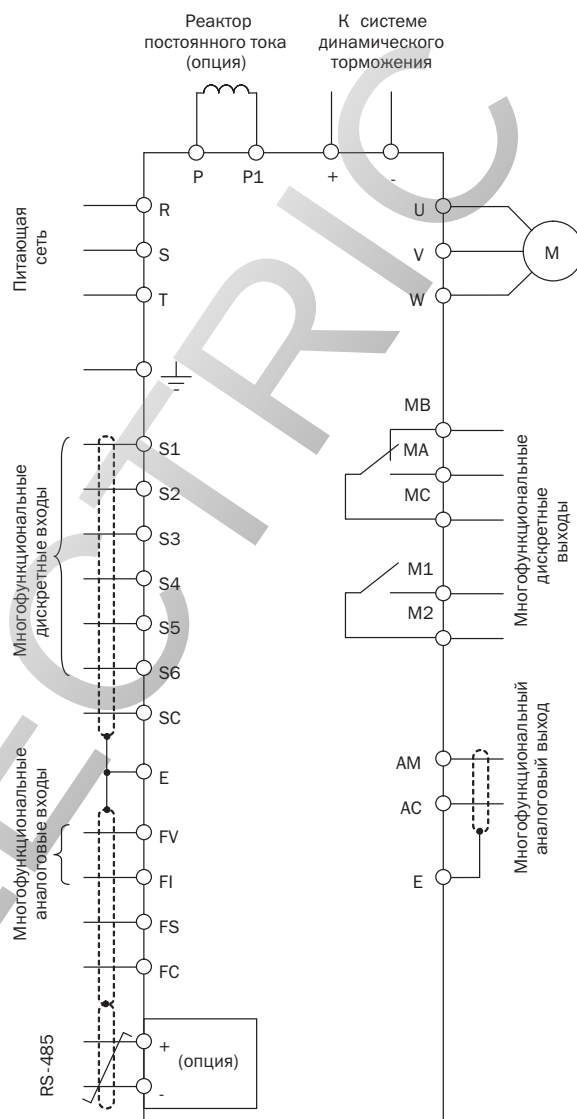 Реактор
постоянного тока
(опция)
К системе
динамического
торможения
P
P1
+
-
Питающая
сеть
R
S
T
U
V
W
M
Многофункциональные
дискретные входы
S1
S2
S3
S4
S5
S6
SC
E
MB
MA
MC
M1
M2
Многофункциональные
дискретные
выходы
Многофункциональные
аналоговые входы
FV
FI
FS
FC
AM
AC
E
Многофункциональный
аналоговый выход
RS-485
+
(опция)
-
ECTRIC